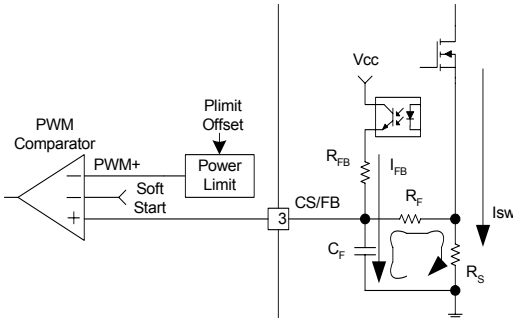 Vcc
Plimit
Offset
PWM
Comparator
PWM+
Power
Limit
Soft
Start
R_FB
I_FB
CS/FB
3
R_F
Isw
C_F
R_S